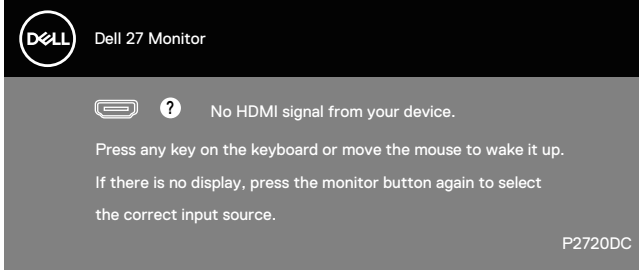 DELL
Dell 27 Monitor
? No HDMI signal from your device.
Press any key on the keyboard or move the mouse to wake it up.
If there is no display, press the monitor button again to select
the correct input source.
P2720DC